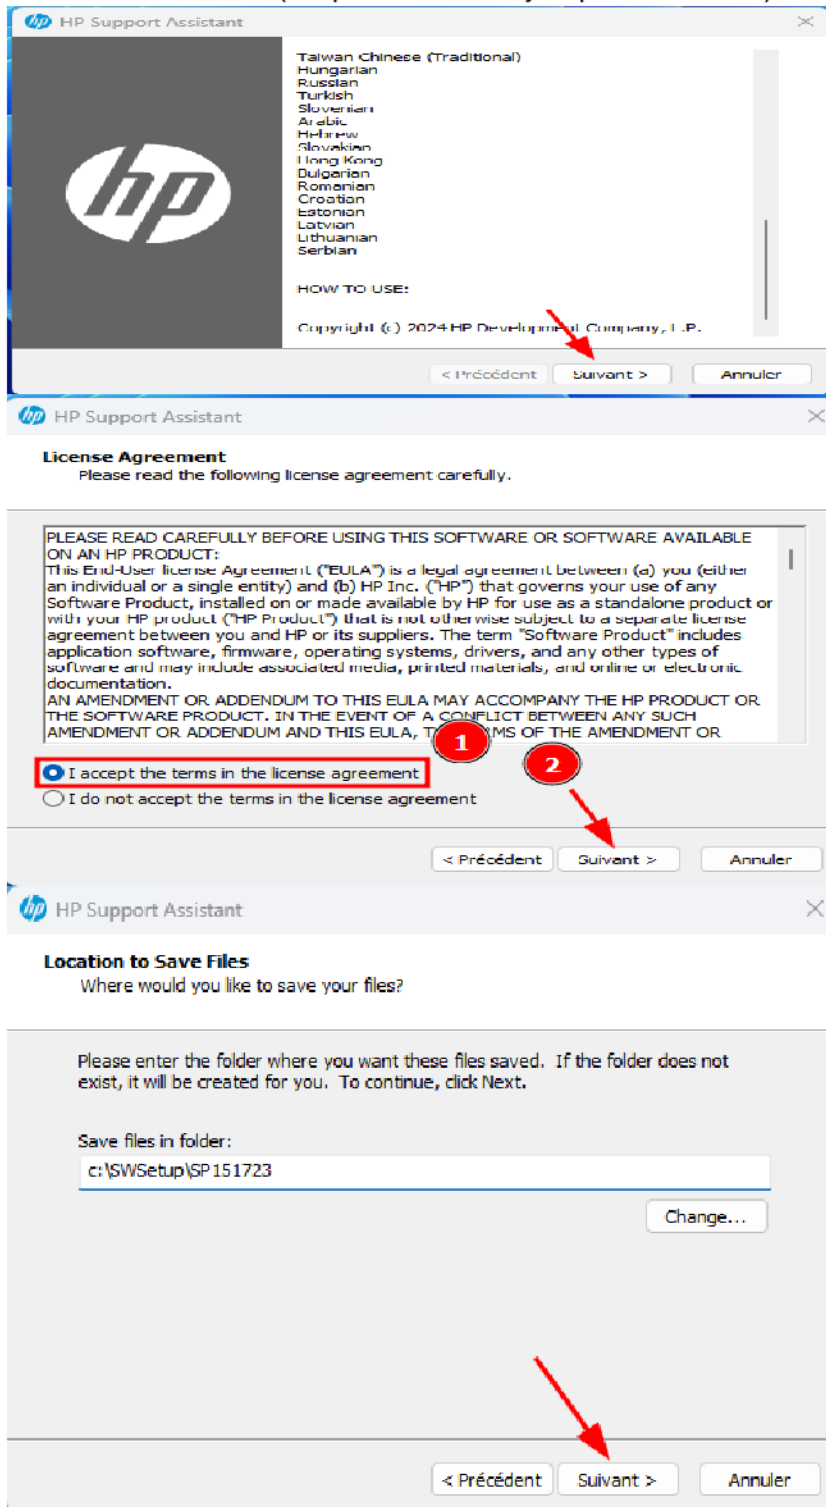 HP Support Assistant
Taiwan Chinese (Traditional)
Hungarian
Russian
Turkish
Slovenian
Arabic
Hebrew
Slovakian
Hong Kong
Bulgarian
Romanian
Croatian
Estonian
Latvian
Lithuanian
Serbian
HOW TO USE:
Copyright (c) 2024 HP Development Company, L.P.
hp
< Précédent
Suivant >
Annuler
hp
HP Support Assistant
License Agreement
Please read the following license agreement carefully.
PLEASE READ CAREFULLY BEFORE USING THIS SOFTWARE OR SOFTWARE AVAILABLE
ON AN HP PRODUCT:
This End-User license Agreement ("EULA") is a legal agreement between (a) you (either
an individual or a single entity) and (b) HP Inc. ("HP") that governs your use of any
Software Product, installed on or made available by HP for use as a standalone product or
with your HP product ("HP Product") that is not otherwise subject to a separate license
agreement between you and HP or its suppliers. The term "Software Product" includes
application software, firmware, operating systems, drivers, and any other types of
software and may include associated media, printed materials, and online or electronic
documentation.
AN AMENDMENT OR ADDENDUM TO THIS EULA MAY ACCOMPANY THE HP PRODUCT OR
THE SOFTWARE PRODUCT. IN THE EVENT OF A CONFLICT BETWEEN ANY SUCH
AMENDMENT OR ADDENDUM AND THIS EULA, OF THE AMENDMENT OR
1
I accept the terms in the license agreement
2
I do not accept the terms in the license agreement
< Précédent
Suivant >
Annuler
hp
HP Support Assistant
Location to Save Files
Where would you like to save your files?
Please enter the folder where you want these files saved. If the folder does not
exist, it will be created for you. To continue, click Next.
Save files in folder:
c:\SWSetup\SP151723
Change...
< Précédent
Suivant >
Annuler